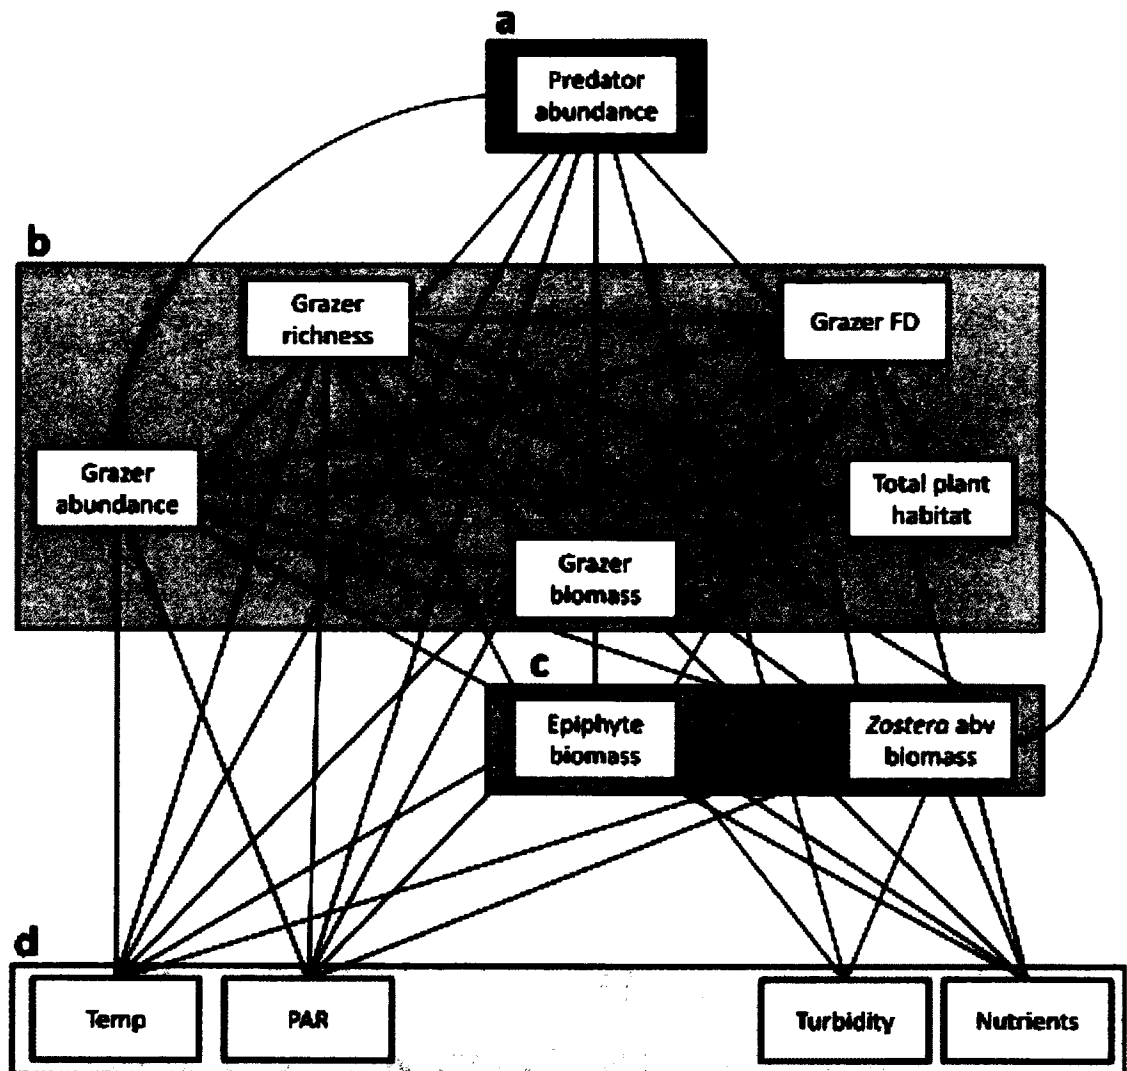 a
Predator
abundance
b
Grazer
richness
Grazer FD
Grazer
abundance
Total plant
habitat
Grazer
biomass
c
Epiphyte
biomass
Zostera abv
biomass
d
Temp
PAR
Turbidity
Nutrients